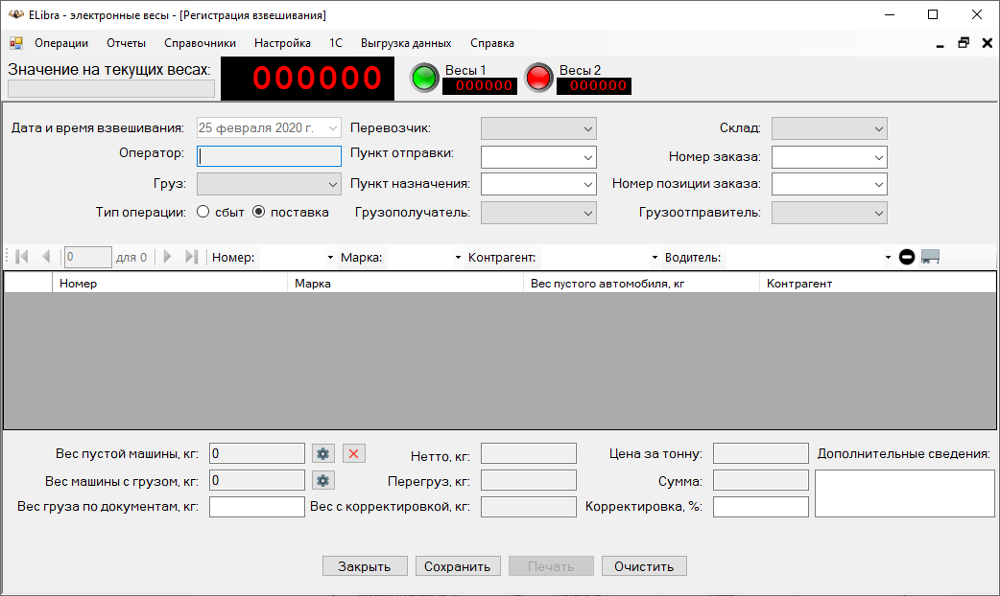 ELibra - электронные весы - [Регистрация взвешивания]
Операции Отчеты Справочники Настройка 1С Выгрузка данных Справка
Значение на текущих весах: 000000 Весы 1 000000 Весы 2 000000
Дата и время взвешивания: 25 февраля 2020 г. Перевозчик: Склад:
Оператор: Пункт отправки: Номер заказа:
Груз: Пункт назначения: Номер позиции заказа:
Тип операции: сбыт поставка Грузополучатель: Грузоотправитель:
0 для 0 Номер: Марка: Контрагент: Водитель:
Номер Марка Вес пустого автомобиля, кг Контрагент
Вес пустой машины, кг: 0 Нетто, кг: Цена за тонну: Дополнительные сведения:
Вес машины с грузом, кг: 0 Перегруз, кг: Сумма:
Вес груза по документам, кг: Вес с корректировкой, кг: Корректировка, %:
Закрыть Сохранить Печать Очистить